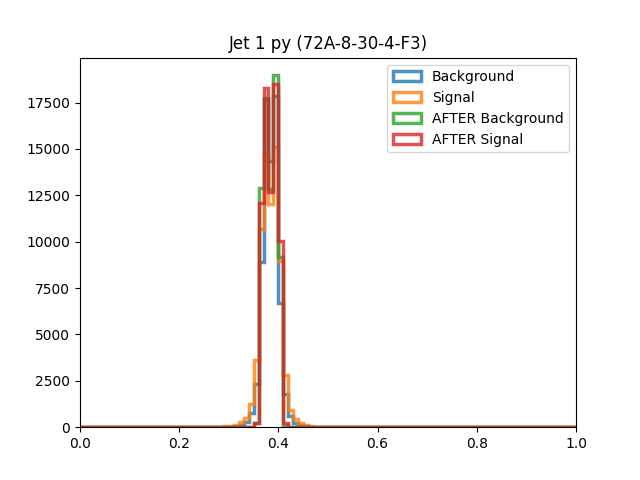 Jet 1 py (72A-8-30-4-F3)
Background
Signal
AFTER Background
AFTER Signal
17500
15000
12500
10000
7500
5000
2500
0
0.0 0.2 0.4 0.6 0.8 1.0